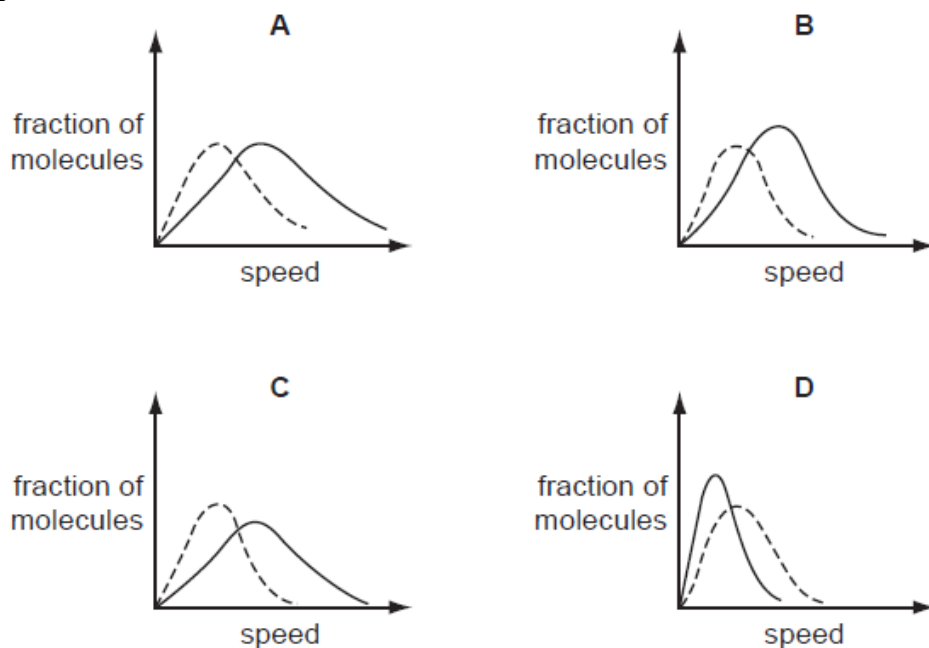 A
fraction of
molecules
speed
B
fraction of
molecules
speed
C
fraction of
molecules
speed
D
fraction of
molecules
speed